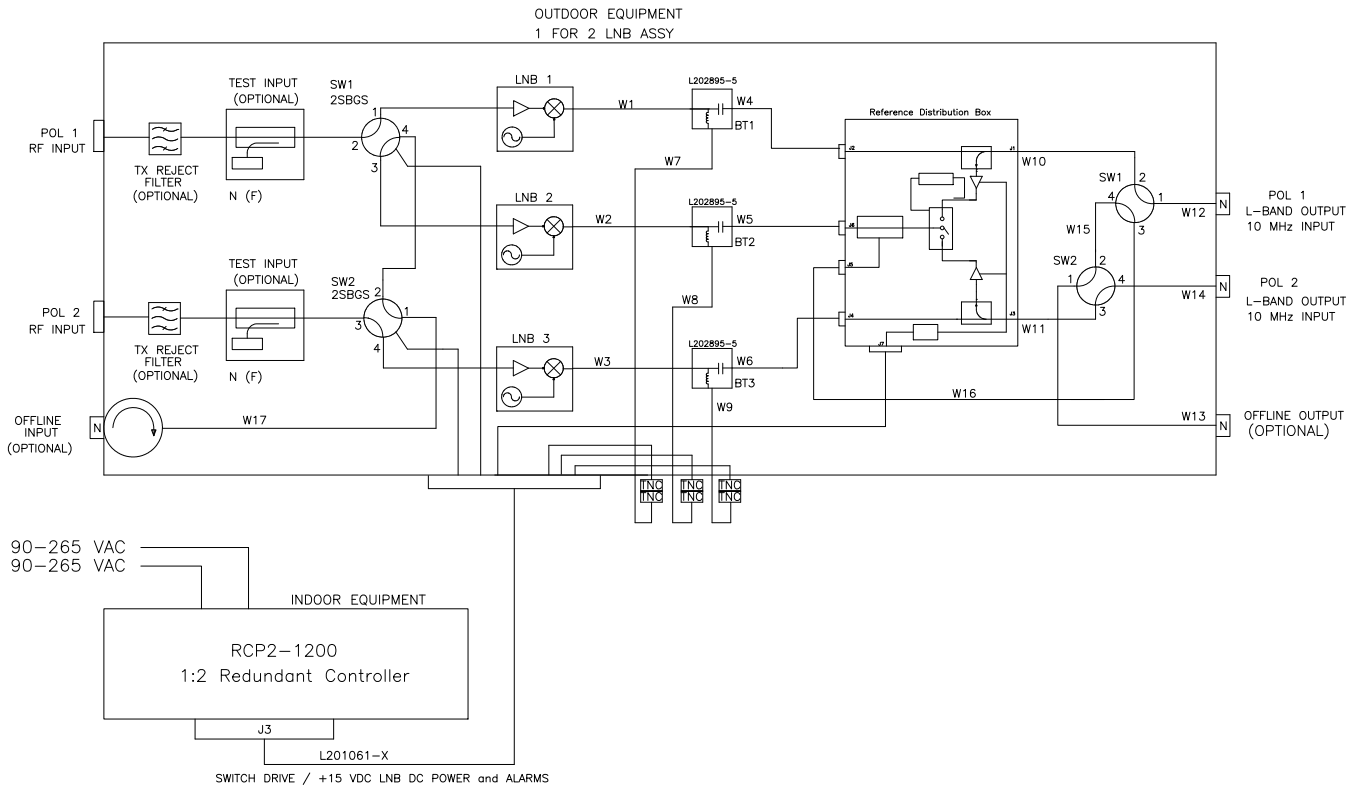 OUTDOOR EQUIPMENT
1 FOR 2 LNB ASSY
POL 1
RF INPUT
TX REJECT
FILTER
(OPTIONAL)
TEST INPUT
(OPTIONAL)
N (F)
SW1
2SBGS
1
2
3
4
LNB 1
W1
L202895-5
BT1
W4
W7
LNB 2
W2
L202895-5
BT2
W5
W8
LNB 3
W3
L202895-5
BT3
W6
W9
POL 2
RF INPUT
TX REJECT
FILTER
(OPTIONAL)
TEST INPUT
(OPTIONAL)
N (F)
SW2
2SBGS
2
1
3
4
OFFLINE
INPUT
(OPTIONAL)
N
W17
Reference Distribution Box
J2
J1
J6
J5
J4
J3
J7
W10
W11
W16
SW1
2
4
1
3
W15
SW2
2
1
4
3
W12
N
POL 1
L-BAND OUTPUT
10 MHz INPUT
W14
N
POL 2
L-BAND OUTPUT
10 MHz INPUT
W13
N
OFFLINE OUTPUT
(OPTIONAL)
TNC
TNC
TNC
TNC
TNC
TNC
90-265 VAC
90-265 VAC
INDOOR EQUIPMENT
RCP2-1200
1:2 Redundant Controller
J3
L201061-X
SWITCH DRIVE / +15 VDC LNB DC POWER and ALARMS